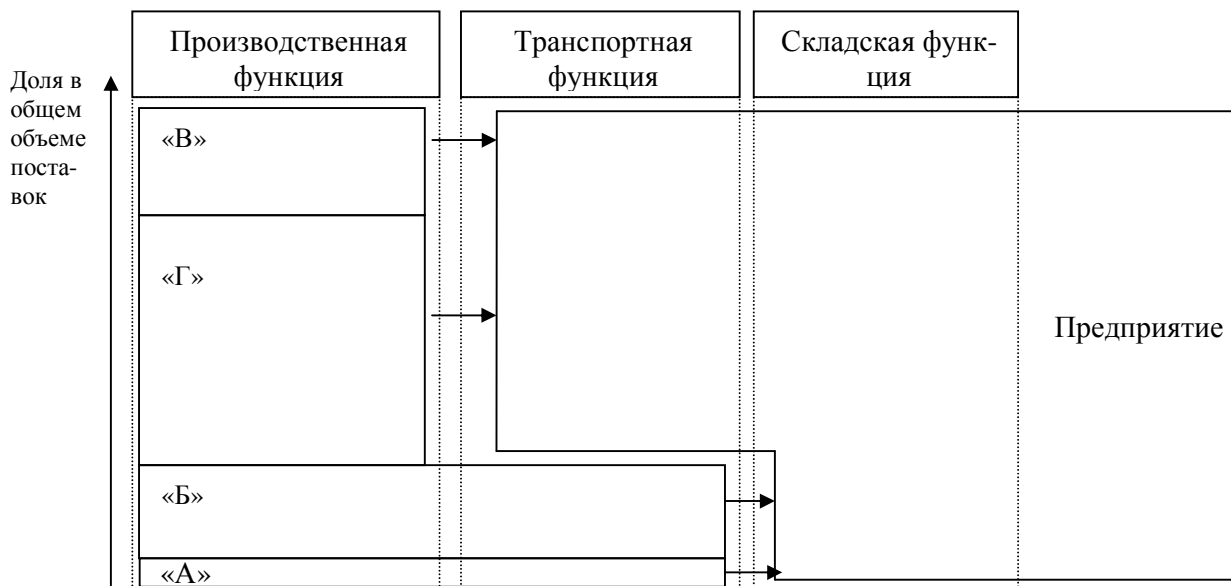 Производственная
функция
Транспортная
функция
Складская функ-
ция
Доля в
общем
объеме
поста-
вок
«В»
«Г»
Предприятие
«Б»
«А»